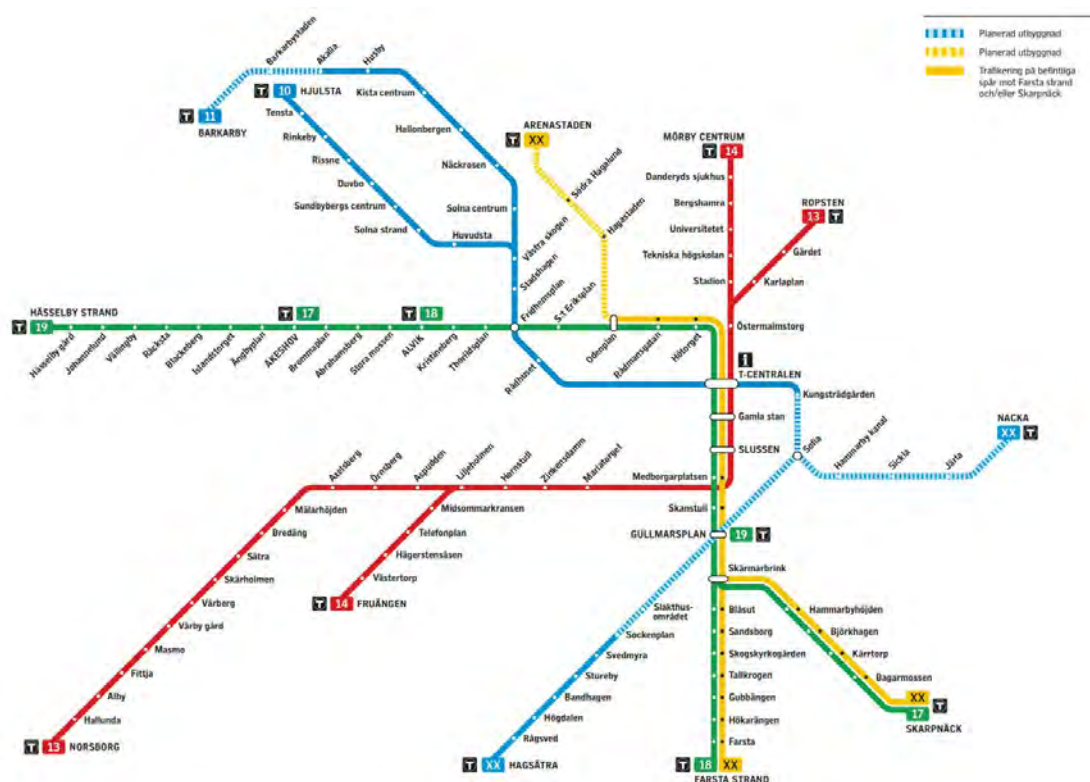 Planerad utbyggnad
Planerad utbyggnad
Trafikering på befintliga
spår mot Farsta strand
och/eller Skarpnäck
Barkarbystaden
Akalla
Husby
T 10 HJULSTA
T 11
BARKARBY
Kista centrum
Tensta
Rinkeby
Hallonbergen
Rissne
Näckrosen
Duvbo
Sundbybergs centrum
Solna centrum
Solna strand
Huvudsta
Västra skogen
Stadshagen
Fridhemsplan
ARENASTADEN
T XX
Södra Hagalund
Hagastaden
MÖRBY CENTRUM
T 14
Danderyds sjukhus
Bergshamra
Universitetet
Tekniska högskolan
Stadion
ROPSTEN
13 T
Gärdet
Karlaplan
Östermalmstorg
HÄSSELBY STRAND
T 19
T 17
T 18
Hässelby gård
Johannelund
Vällingby
Råcksta
Blackeberg
Islandstorget
Ängbyplan
ÅKESHOV
Brommaplan
Abrahamsberg
Stora mossen
ALVIK
Kristineberg
Thorildsplan
S:t Eriksplan
Odenplan
Rådmansgatan
Hötorget
Rådhuset
i
T-CENTRALEN
Kungsträdgården
Gamla stan
SLUSSEN
Sofia
Hammarby kanal
Sickla
Järla
NACKA
XX T
Axelsberg
Örnsberg
Aspudden
Liljeholmen
Hornstull
Zinkensdamm
Mariatorget
Medborgarplatsen
Skanstull
GULLMARSPLAN
19 T
Skärmarbrink
Mälarhöjden
Bredäng
Sätra
Skärholmen
Vårberg
Vårby gård
Masmo
Fittja
Alby
Hallunda
T 13 NORSBORG
Midsommarkransen
Telefonplan
Hägerstensåsen
Västertorp
T 14 FRUÄNGEN
Slakthus-
området
Sockenplan
Svedmyra
Stureby
Bandhagen
Högdalen
Rågsved
T XX HAGSÄTRA
Blåsut
Sandsborg
Skogskyrkogården
Tallkrogen
Gubbängen
Hökarängen
Farsta
T 18 XX
FARSTA STRAND
Hammarbyhöjden
Björkhagen
Kärrtorp
Bagarmossen
XX
17
T
SKARPNÄCK